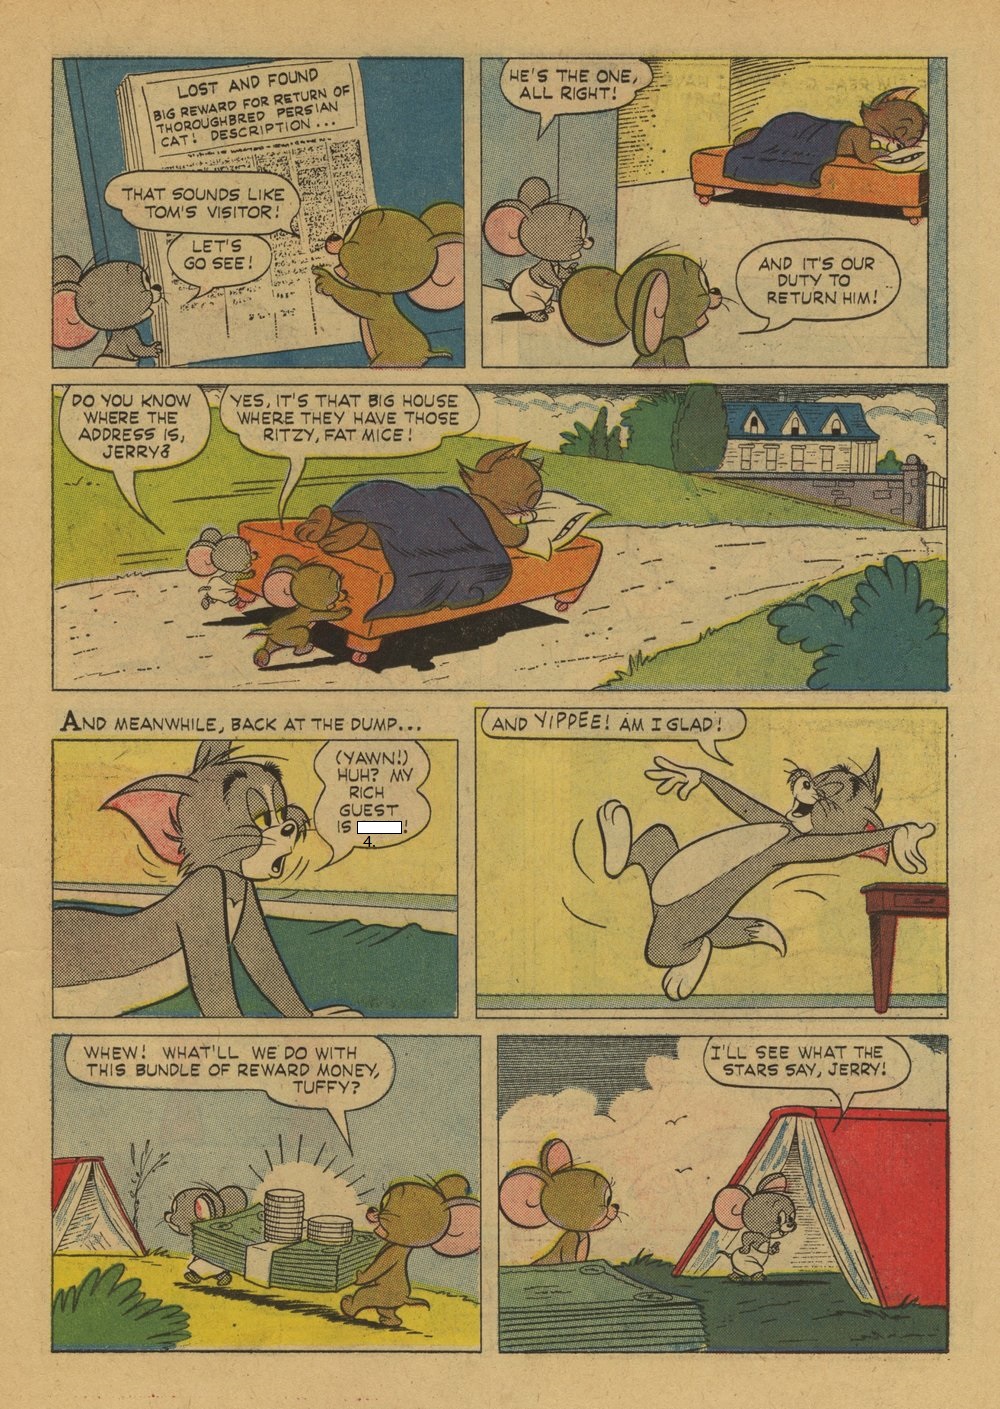 LOST AND FOUND
BIG REWARD FOR RETURN OF
THOROUGHBRED PERSIAN
CAT! DESCRIPTION...
THAT SOUNDS LIKE
TOM'S VISITOR!
LET'S
GO SEE!
HE'S THE ONE,
ALL RIGHT!
AND IT'S OUR
DUTY TO
RETURN HIM!
DO YOU KNOW
WHERE THE
ADDRESS IS,
JERRY?
YES, IT'S THAT BIG HOUSE
WHERE THEY HAVE THOSE
RITZY, FAT MICE!
AND MEANWHILE, BACK AT THE DUMP...
(YAWN!)
HUH? MY
RICH
GUEST
IS !
4.
AND YIPPEE! AM I GLAD!
WHEW! WHAT'LL WE DO WITH
THIS BUNDLE OF REWARD MONEY,
TUFFY?
I'LL SEE WHAT THE
STARS SAY, JERRY!